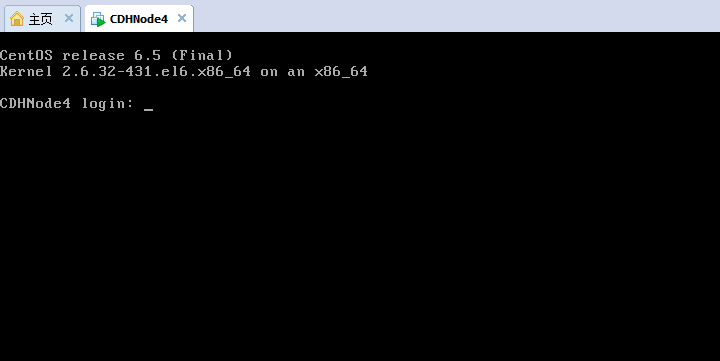 主页 CDHNode4
CentOS release 6.5 (Final)
Kernel 2.6.32-431.el6.x86_64 on an x86_64
CDHNode4 login: _